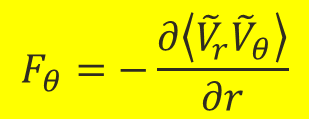 F_θ = − ∂⟨Ṽ_r Ṽ_θ⟩ / ∂r